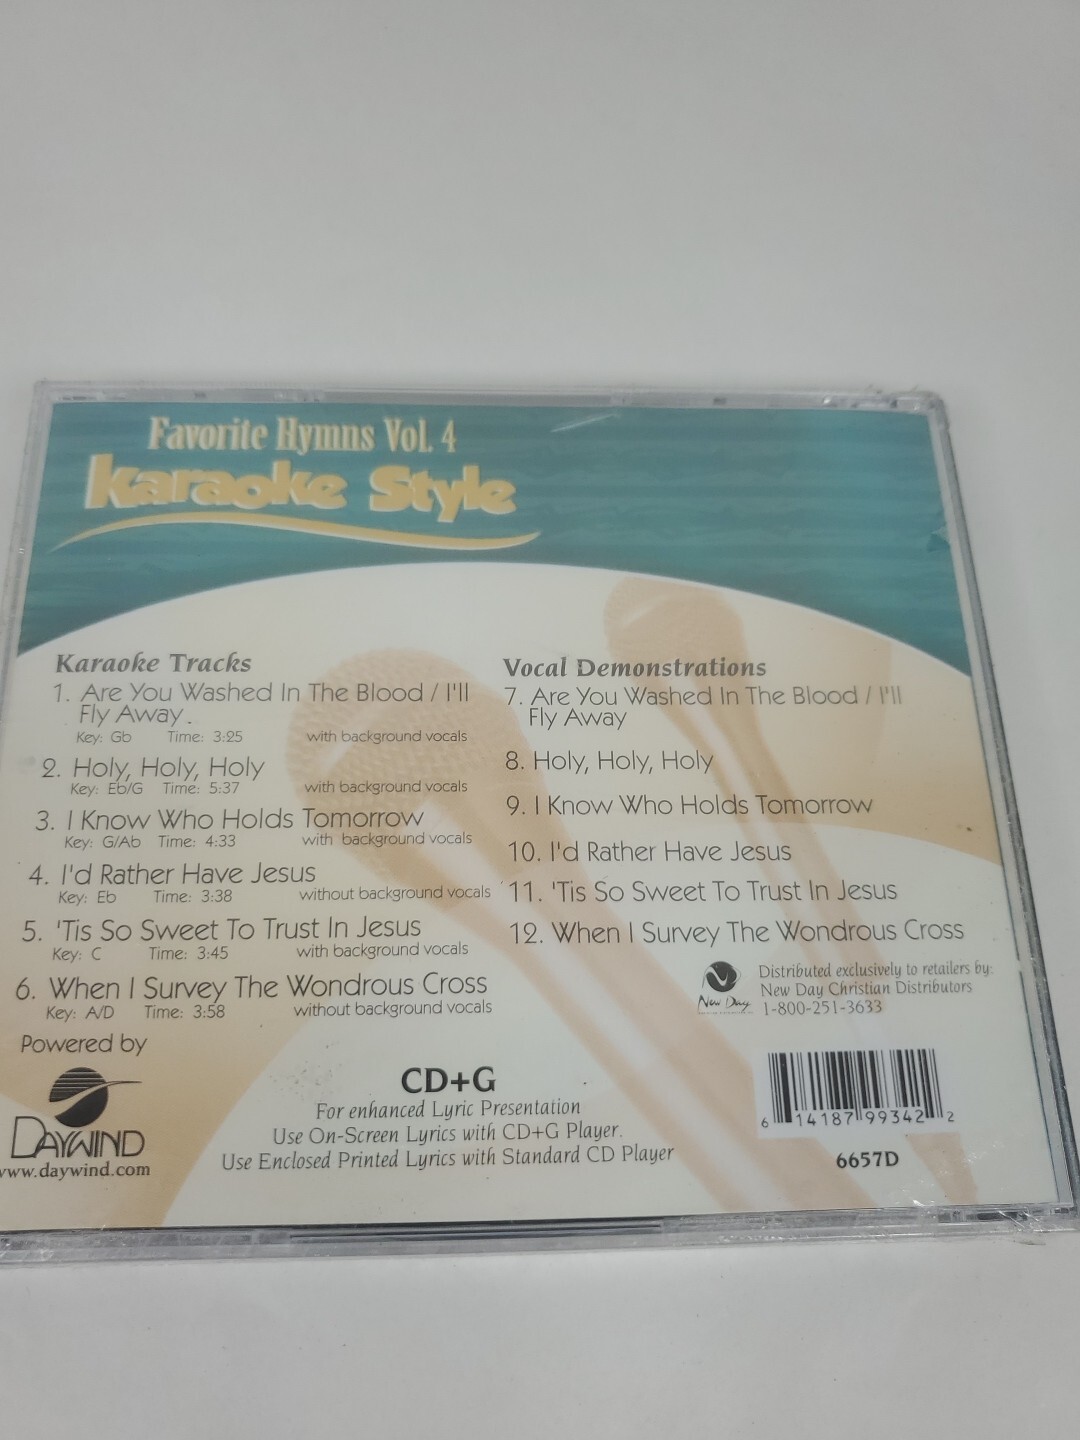 Favorite Hymns Vol. 4
Karaoke Style
Karaoke Tracks
1. Are You Washed In The Blood / I'll
Fly Away
Key: Gb Time: 3:25 with background vocals
2. Holy, Holy, Holy
Key: Eb/G Time: 5:37 with background vocals
3. I Know Who Holds Tomorrow
Key: G/Ab Time: 4:33 with background vocals
4. I'd Rather Have Jesus
Key: Eb Time: 3:38 without background vocals
5. 'Tis So Sweet To Trust In Jesus
Key: C Time: 3:45 with background vocals
6. When I Survey The Wondrous Cross
Key: A/D Time: 3:58 without background vocals
Vocal Demonstrations
7. Are You Washed In The Blood / I'll
Fly Away
8. Holy, Holy, Holy
9. I Know Who Holds Tomorrow
10. I'd Rather Have Jesus
11. 'Tis So Sweet To Trust In Jesus
12. When I Survey The Wondrous Cross
New Day
Distributed exclusively to retailers by:
New Day Christian Distributors
1-800-251-3633
Powered by
DAYWIND
www.daywind.com
CD+G
For enhanced Lyric Presentation
Use On-Screen Lyrics with CD+G Player.
Use Enclosed Printed Lyrics with Standard CD Player
6 14187 99342 2
6657D